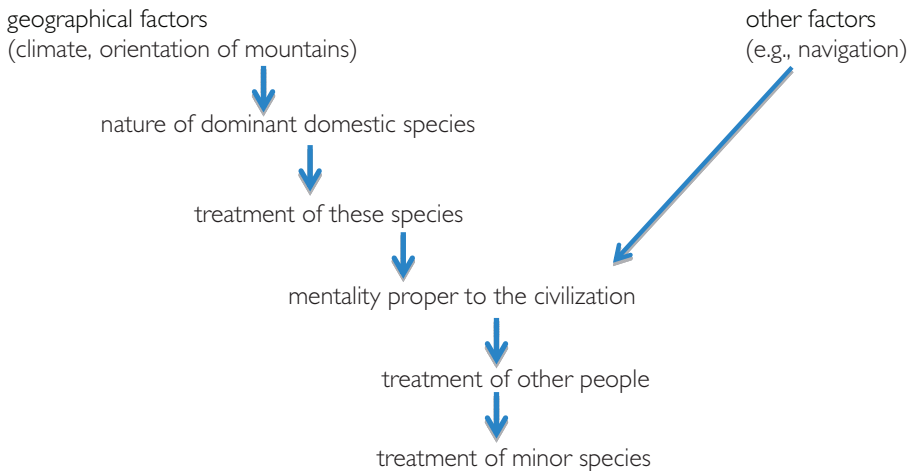 geographical factors
(climate, orientation of mountains)
other factors
(e.g., navigation)
nature of dominant domestic species
treatment of these species
mentality proper to the civilization
treatment of other people
treatment of minor species